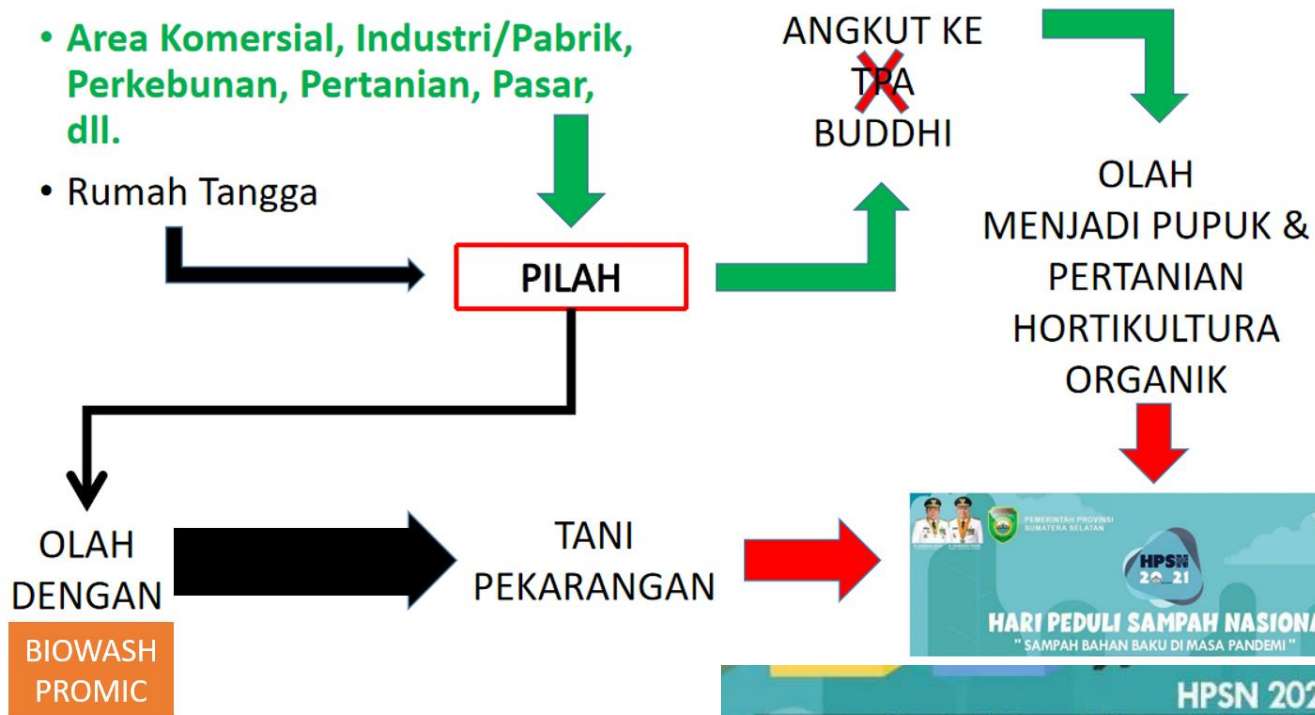 • Area Komersial, Industri/Pabrik,
Perkebunan, Pertanian, Pasar,
dll.
• Rumah Tangga
PILAH
ANGKUT KE
TPA
BUDDHI
OLAH
MENJADI PUPUK &
PERTANIAN
HORTIKULTURA
ORGANIK
OLAH
DENGAN
BIOWASH
PROMIC
TANI
PEKARANGAN
PEMERINTAH PROVINSI
SUMATERA SELATAN
HPSN
20 21
HARI PEDULI SAMPAH NASIONA
"SAMPAH BAHAN BAKU DI MASA PANDEMI"
HPSN 202